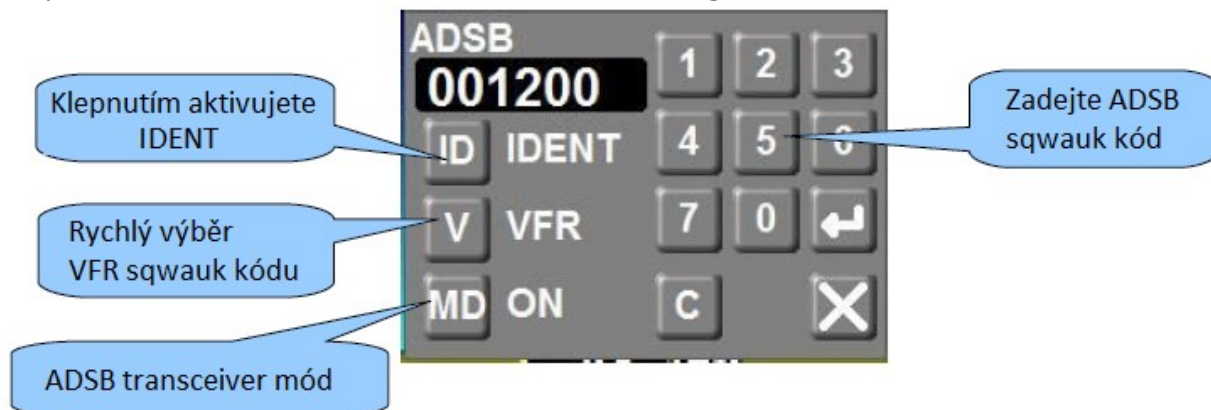 ADSB
001200
1 2 3
Klepnutím aktivujete
IDENT
Zadejte ADSB
sqwauk kód
ID IDENT
4 5 6
Rychlý výběr
VFR sqwauk kódu
V VFR
7 0
MD ON
C
ADSB transceiver mód